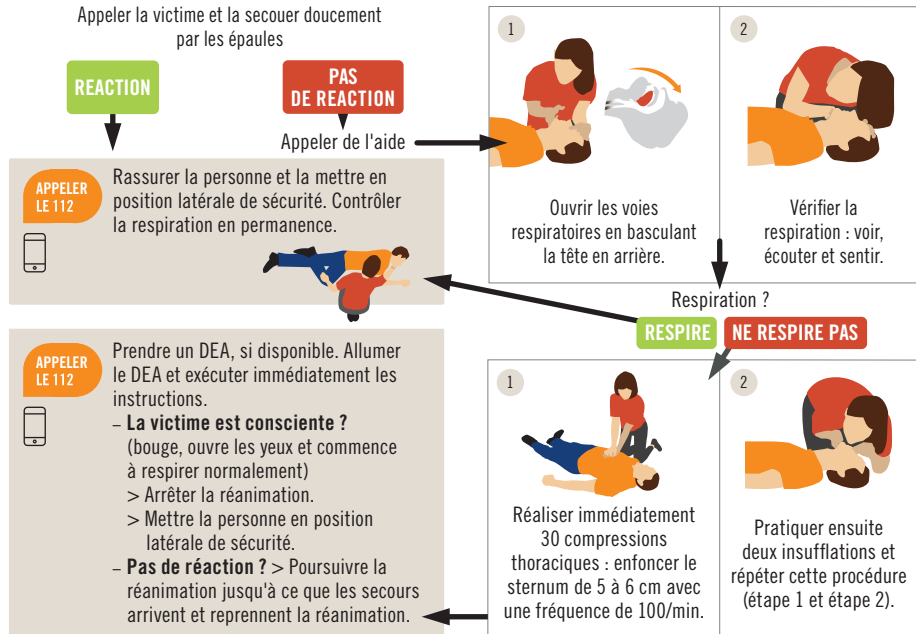 Appeler la victime et la secouer doucement
par les épaules
REACTION
PAS
DE REACTION
Appeler de l'aide
1
Ouvrir les voies
respiratoires en basculant
la tête en arrière.
2
Vérifier la
respiration : voir,
écouter et sentir.
APPELER
LE 112
Rassurer la personne et la mettre en
position latérale de sécurité. Contrôler
la respiration en permanence.
Respiration ?
RESPIRE
NE RESPIRE PAS
1
Réaliser immédiatement
30 compressions
thoraciques : enfoncer le
sternum de 5 à 6 cm avec
une fréquence de 100/min.
2
Pratiquer ensuite
deux insufflations et
répéter cette procédure
(étape 1 et étape 2).
APPELER
LE 112
Prendre un DEA, si disponible. Allumer
le DEA et exécuter immédiatement les
instructions.
– La victime est consciente ?
(bouge, ouvre les yeux et commence
à respirer normalement)
> Arrêter la réanimation.
> Mettre la personne en position
latérale de sécurité.
– Pas de réaction ? > Poursuivre la
réanimation jusqu'à ce que les secours
arrivent et reprennent la réanimation.